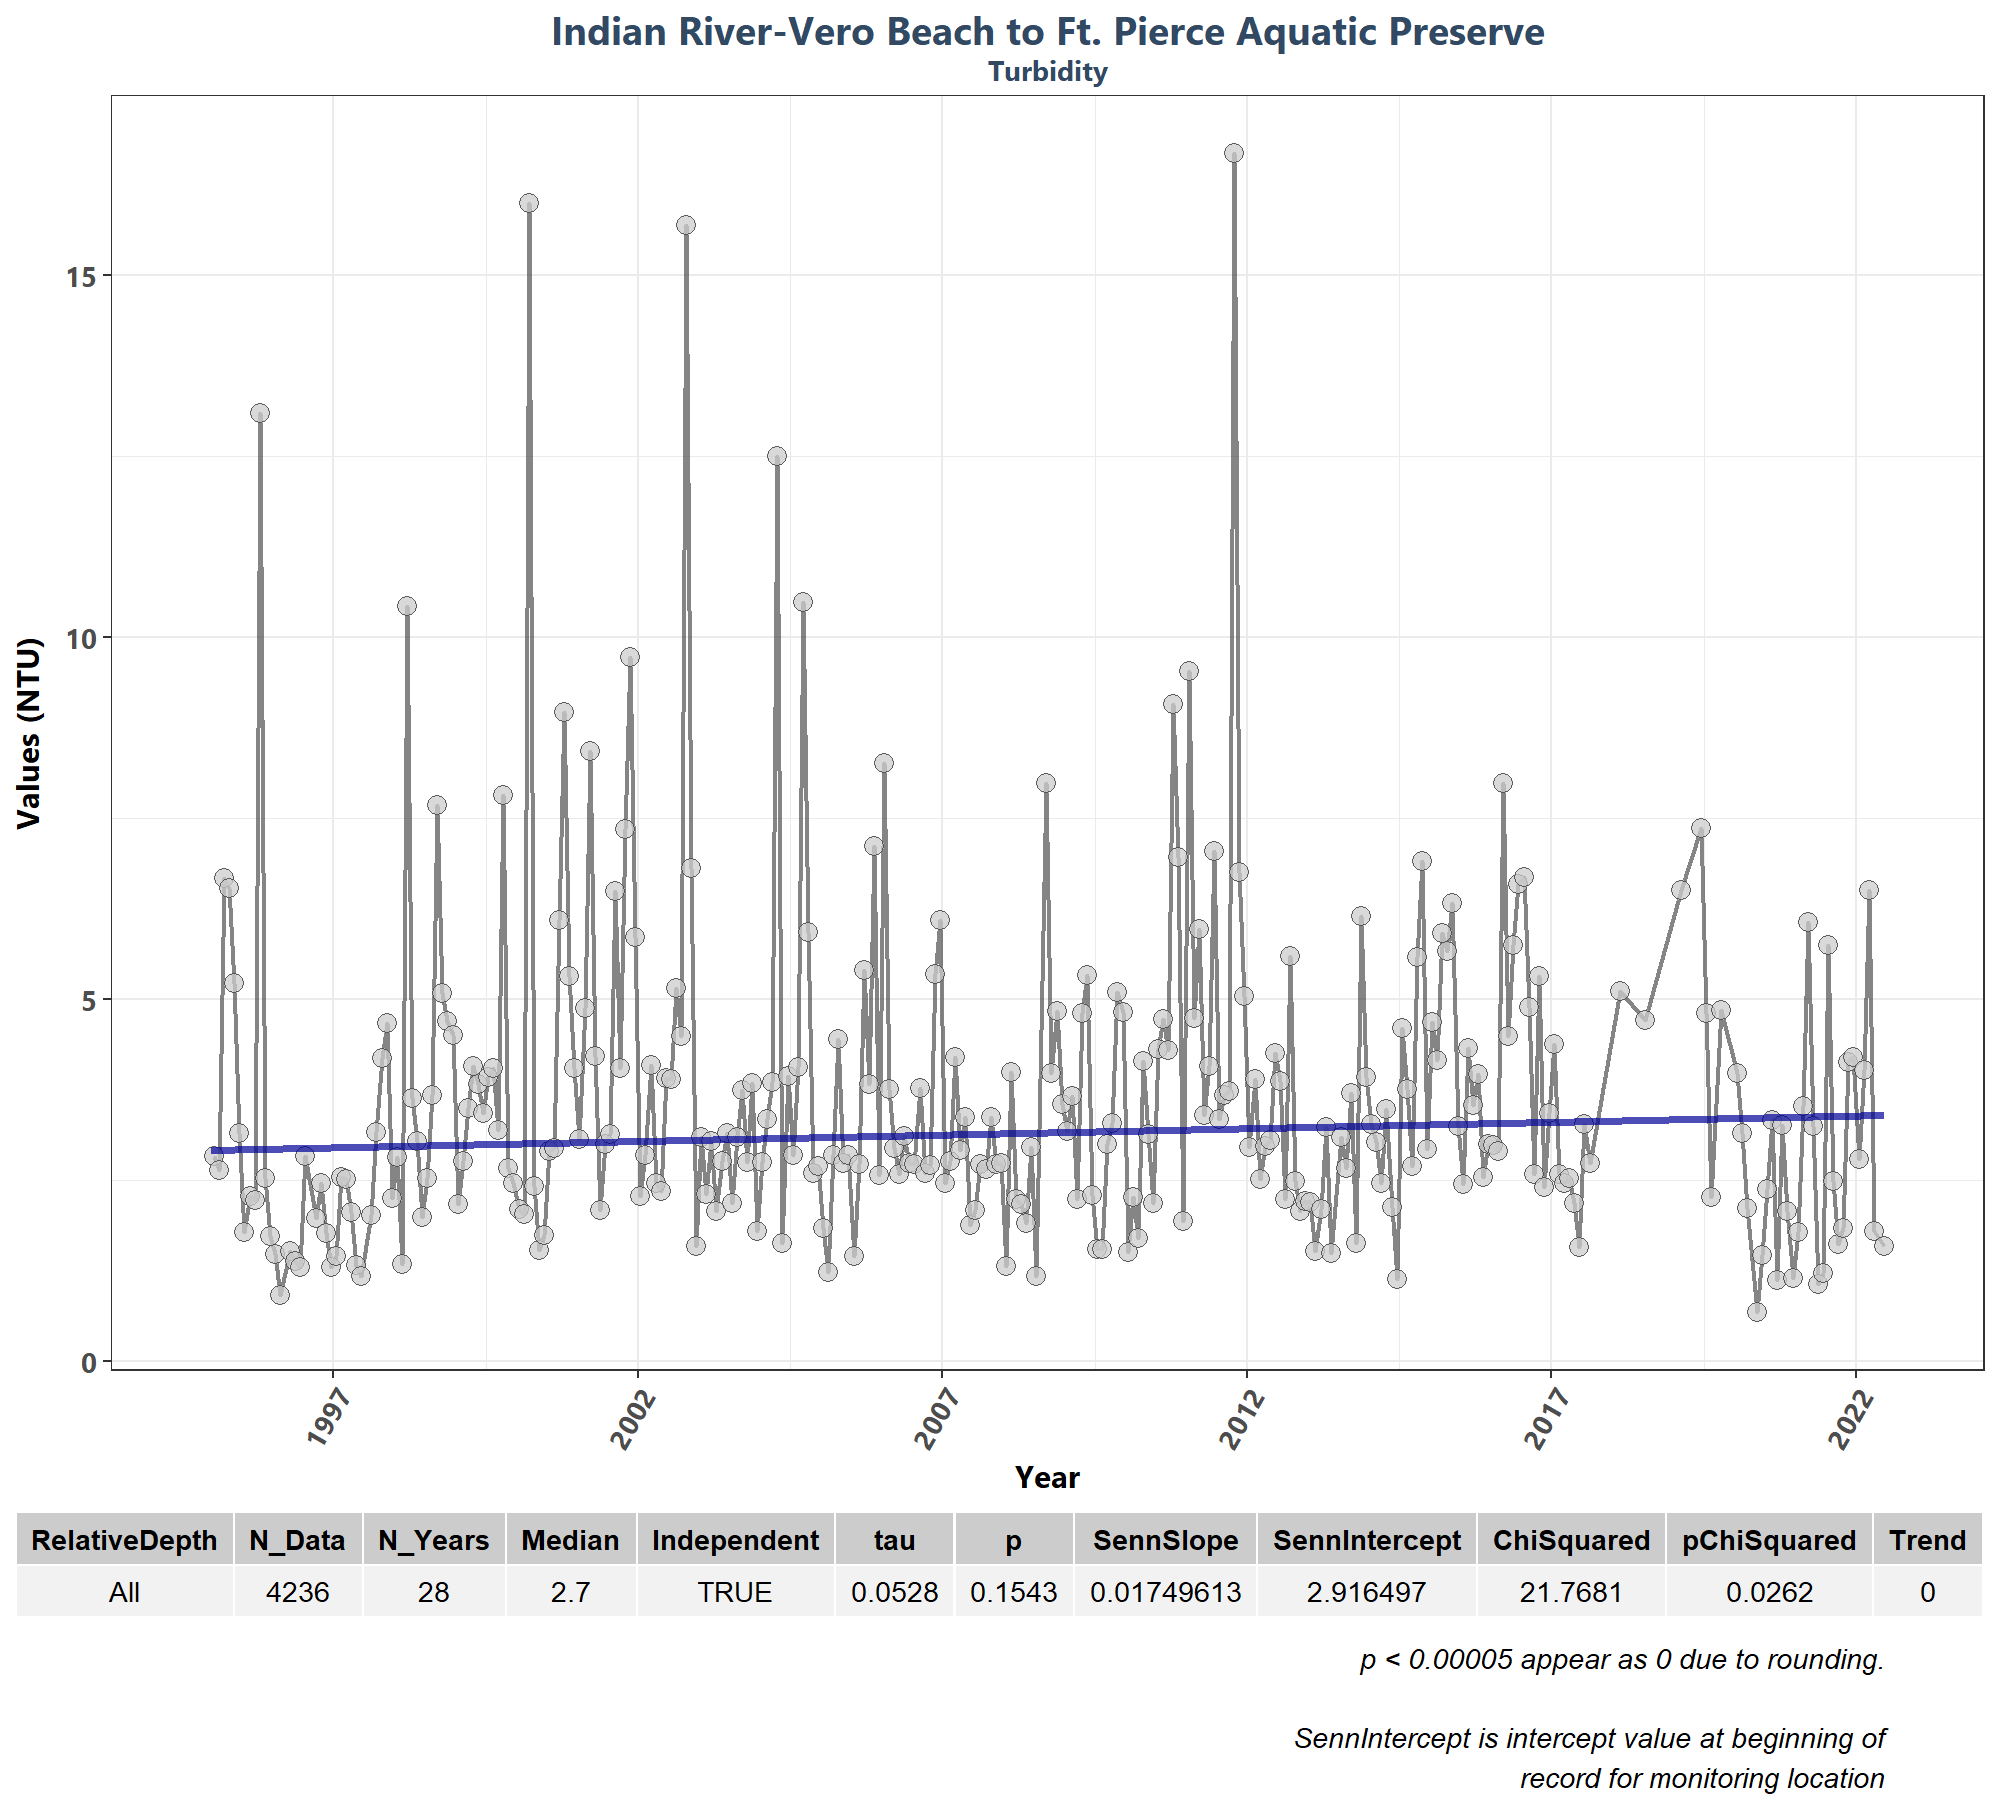 Indian River-Vero Beach to Ft. Pierce Aquatic Preserve
Turbidity
Values (NTU)
15
10
5
0
1997 2002 2007 2012 2017 2022
Year
RelativeDepth N_Data N_Years Median Independent tau p SennSlope SennIntercept ChiSquared pChiSquared Trend
All 4236 28 2.7 TRUE 0.0528 0.1543 0.01749613 2.916497 21.7681 0.0262 0
p < 0.00005 appear as 0 due to rounding.
SennIntercept is intercept value at beginning of
record for monitoring location